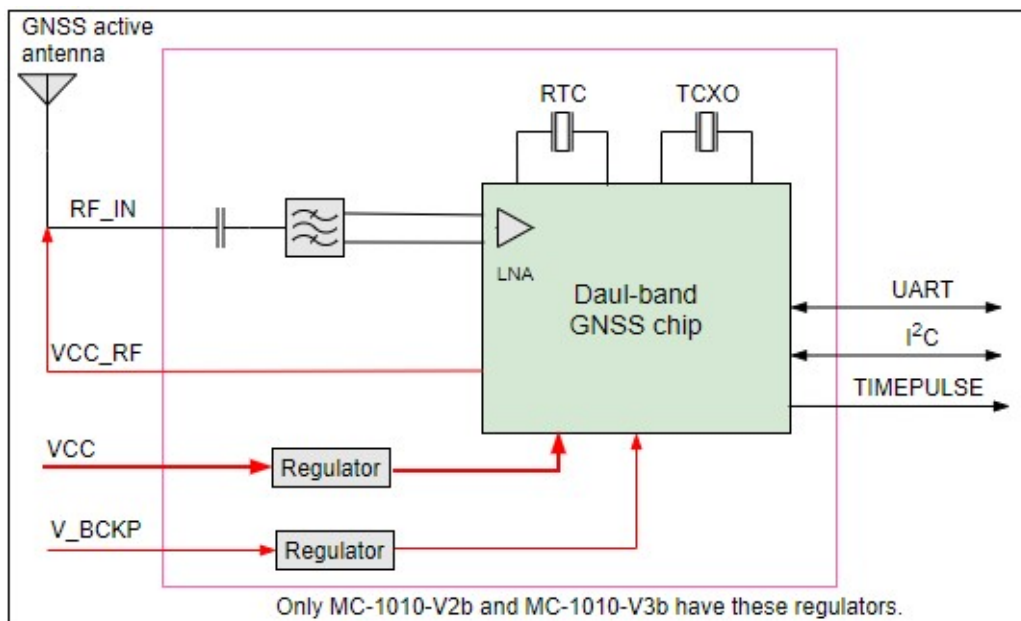 GNSS active
antenna
RTC
TCXO
RF_IN
LNA
Daul-band
GNSS chip
UART
I²C
VCC_RF
TIMEPULSE
VCC
Regulator
V_BCKP
Regulator
Only MC-1010-V2b and MC-1010-V3b have these regulators.